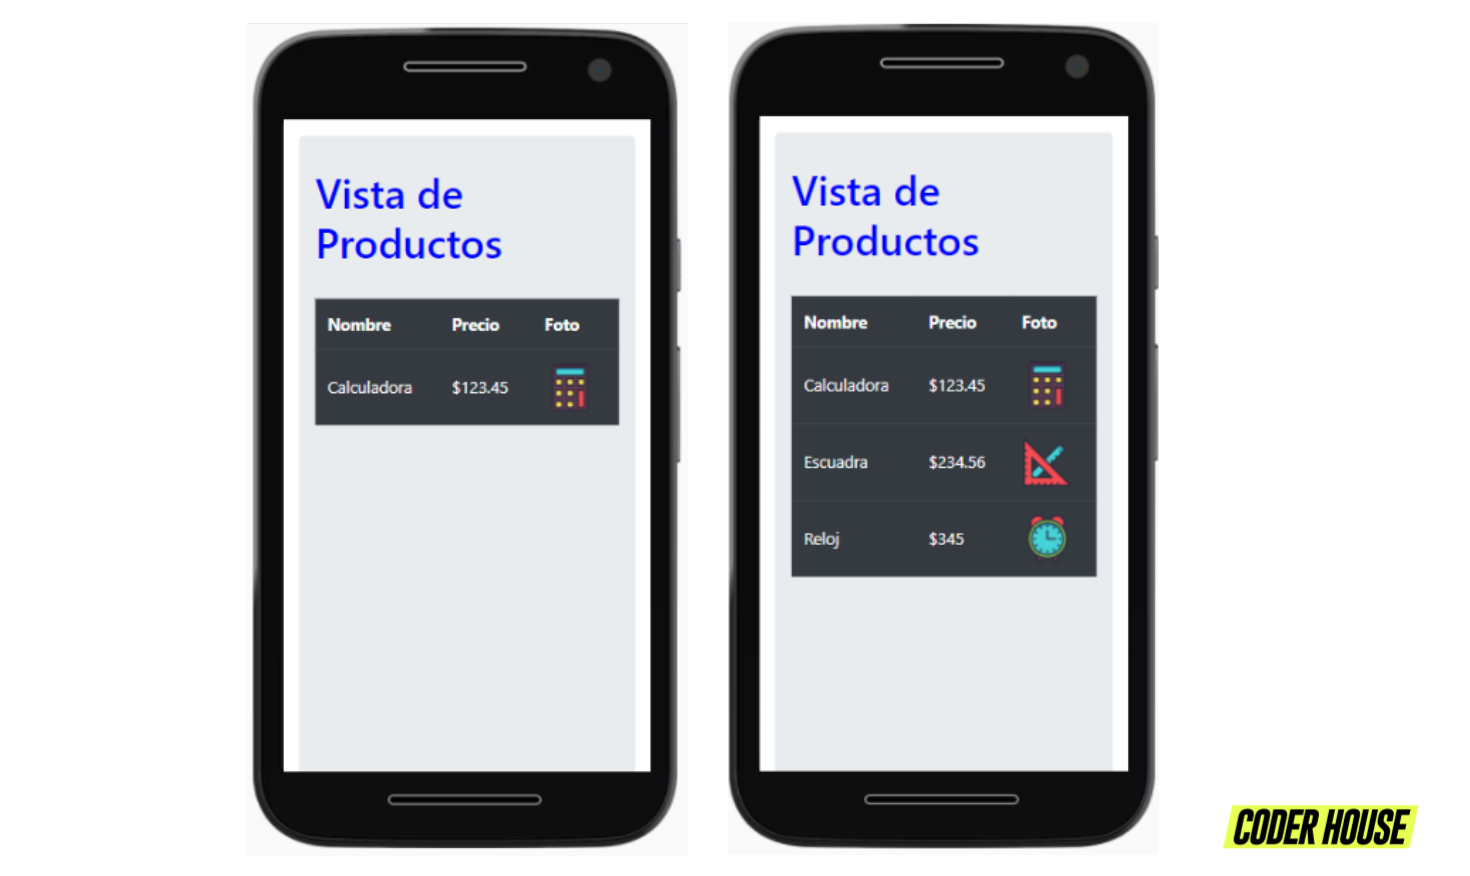 Vista de
Productos
Nombre Precio Foto
Calculadora $123.45
Vista de
Productos
Nombre Precio Foto
Calculadora $123.45
Escuadra $234.56
Reloj $345
CODER HOUSE